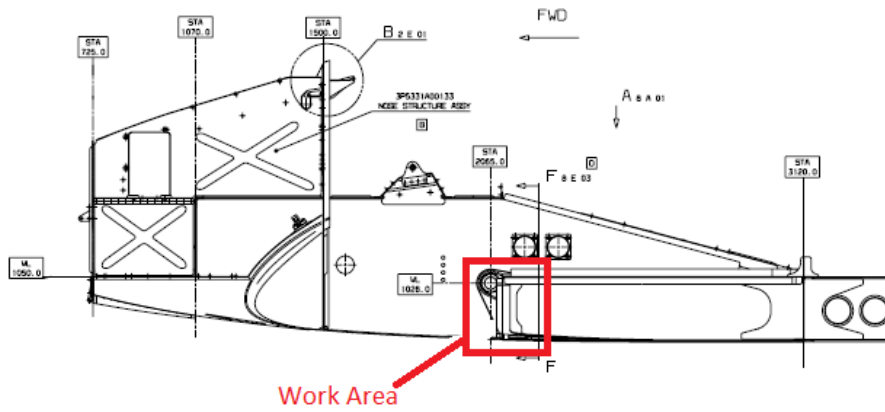 FWD
STA
1500.0
STA
1070.0
STA
725.0
B 2 E 01
3P5331A00133
NOSE STRUCTURE ASSY
B
A 8 A 01
STA
2065.0
F 8 E 03
D
STA
3120.0
WL
1050.0
WL
1028.0
F
Work Area